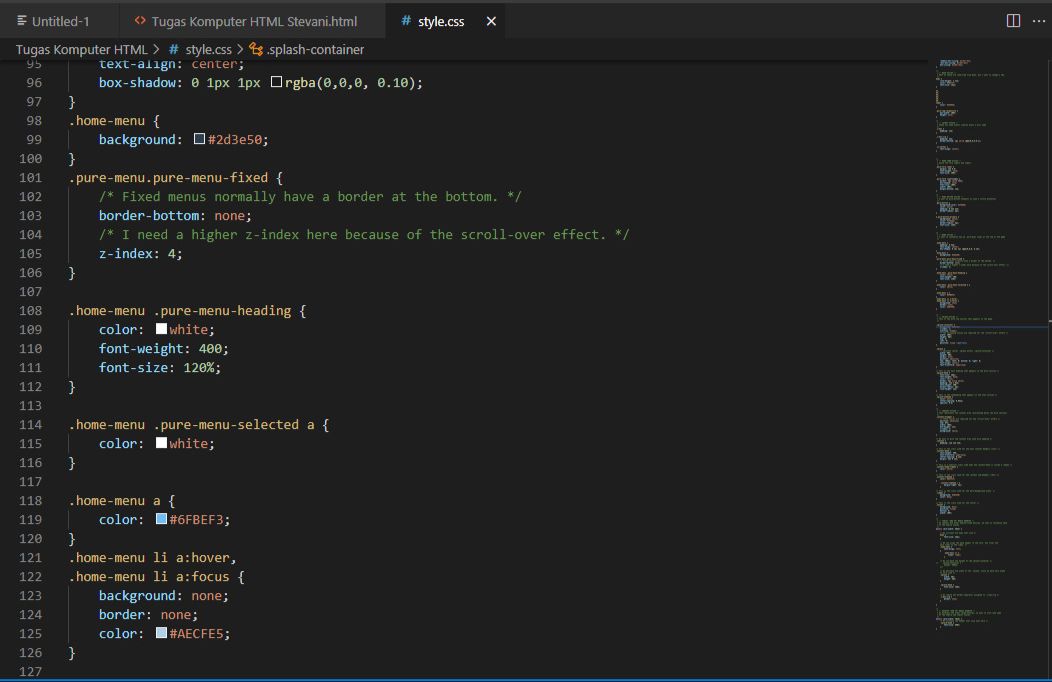 Untitled-1
<> Tugas Komputer HTML Stevani.html
# style.css ×
Tugas Komputer HTML > # style.css > .splash-container
95 text-align: center;
96 box-shadow: 0 1px 1px rgba(0,0,0, 0.10);
97 }
98 .home-menu {
99 background: #2d3e50;
100 }
101 .pure-menu.pure-menu-fixed {
102 /* Fixed menus normally have a border at the bottom. */
103 border-bottom: none;
104 /* I need a higher z-index here because of the scroll-over effect. */
105 z-index: 4;
106 }
107
108 .home-menu .pure-menu-heading {
109 color: white;
110 font-weight: 400;
111 font-size: 120%;
112 }
113
114 .home-menu .pure-menu-selected a {
115 color: white;
116 }
117
118 .home-menu a {
119 color: #6FBEF3;
120 }
121 .home-menu li a:hover,
122 .home-menu li a:focus {
123 background: none;
124 border: none;
125 color: #AECFE5;
126 }
127